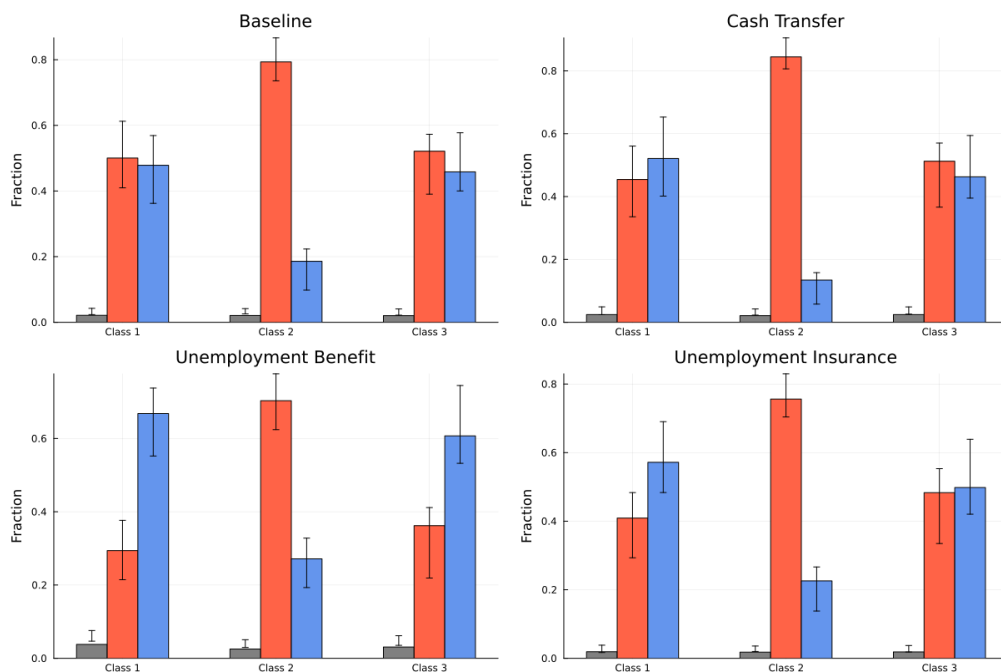 Baseline
Fraction
0.8
0.6
0.4
0.2
0.0
Class 1
Class 2
Class 3
Cash Transfer
Fraction
0.8
0.6
0.4
0.2
0.0
Class 1
Class 2
Class 3
Unemployment Benefit
Fraction
0.6
0.4
0.2
0.0
Class 1
Class 2
Class 3
Unemployment Insurance
Fraction
0.8
0.6
0.4
0.2
0.0
Class 1
Class 2
Class 3